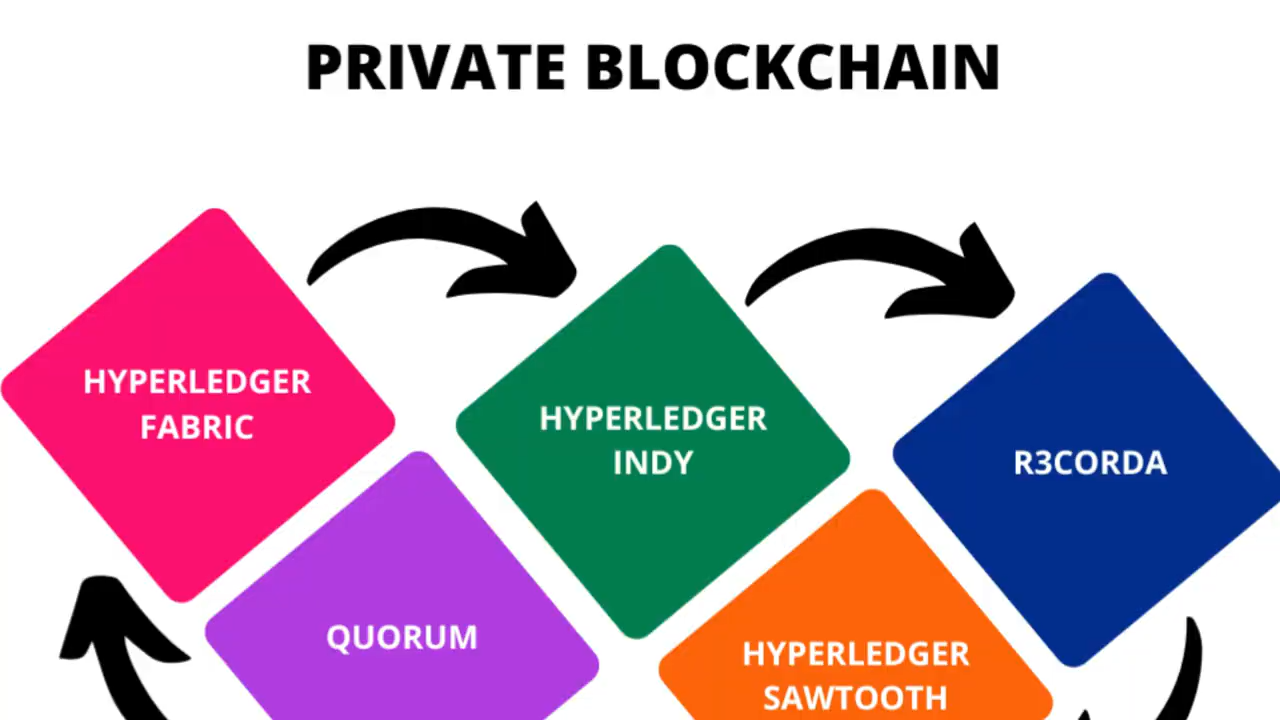 PRIVATE BLOCKCHAIN
HYPERLEDGER
FABRIC
HYPERLEDGER
INDY
R3CORDA
QUORUM
HYPERLEDGER
SAWTOOTH